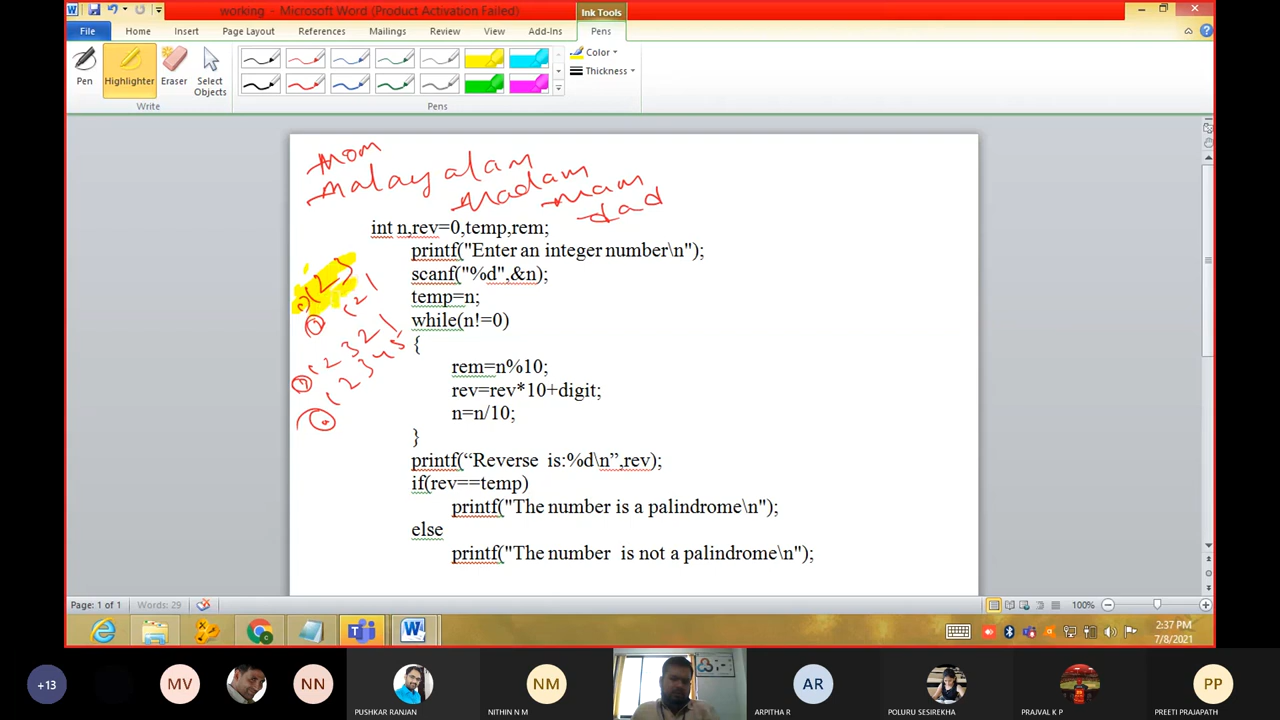 working - Microsoft Word (Product Activation Failed)
Ink Tools
File Home Insert Page Layout References Mailings Review View Add-Ins Pens
Pen Highlighter Eraser Select Objects
Color
Thickness
Write
Pens
Mom
Malayalam
Madam
mam
dad
int n,rev=0,temp,rem;
printf("Enter an integer number\n");
scanf("%d",&n);
temp=n;
while(n!=0)
{
rem=n%10;
rev=rev*10+digit;
n=n/10;
}
printf(“Reverse is:%d\n”,rev);
if(rev==temp)
printf("The number is a palindrome\n");
else
printf("The number is not a palindrome\n");
123
121
12321
12345
Page: 1 of 1 Words: 29 100%
2:37 PM
7/8/2021
+13 MV NN NM AR PP
PUSHKAR RANJAN NITHIN N M ARPITHA R POLURU SESIREKHA PRAJVAL K P PREETI PRAJAPATH